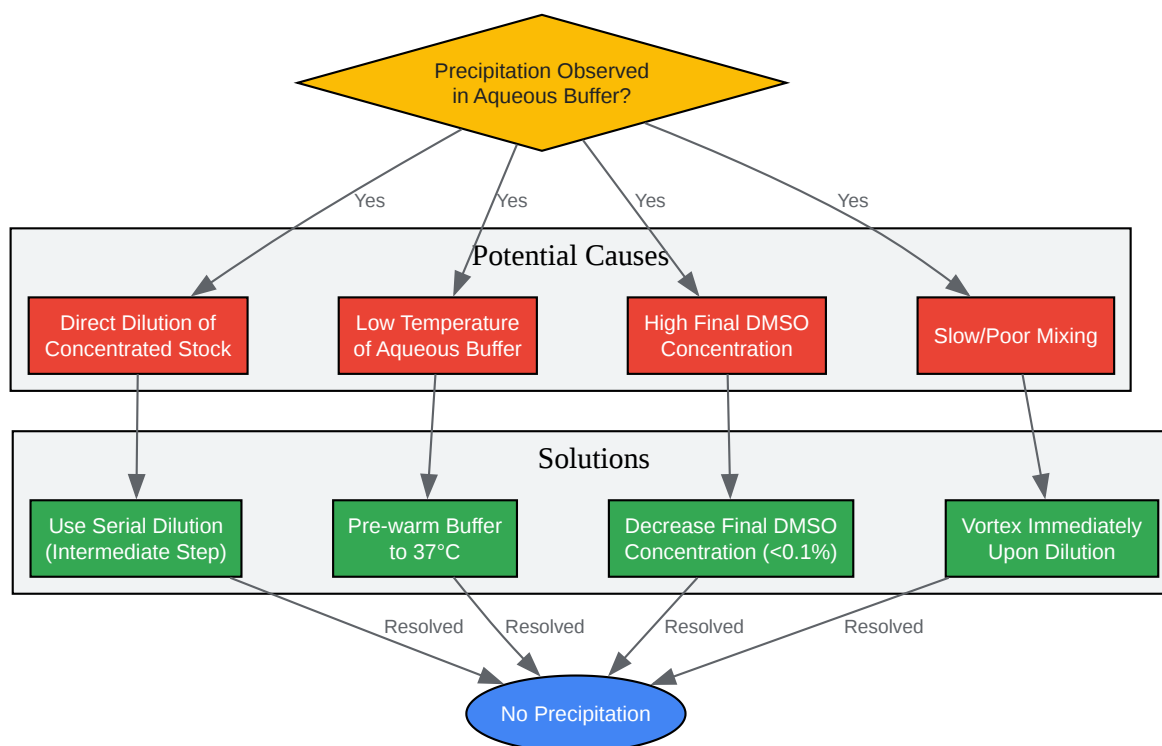 Precipitation Observed
in Aqueous Buffer?
Yes
Yes
Yes
Yes
Potential Causes
Direct Dilution of
Concentrated Stock
Low Temperature
of Aqueous Buffer
High Final DMSO
Concentration
Slow/Poor Mixing
Solutions
Use Serial Dilution
(Intermediate Step)
Pre-warm Buffer
to 37°C
Decrease Final DMSO
Concentration (<0.1%)
Vortex Immediately
Upon Dilution
Resolved
Resolved
Resolved
Resolved
No Precipitation